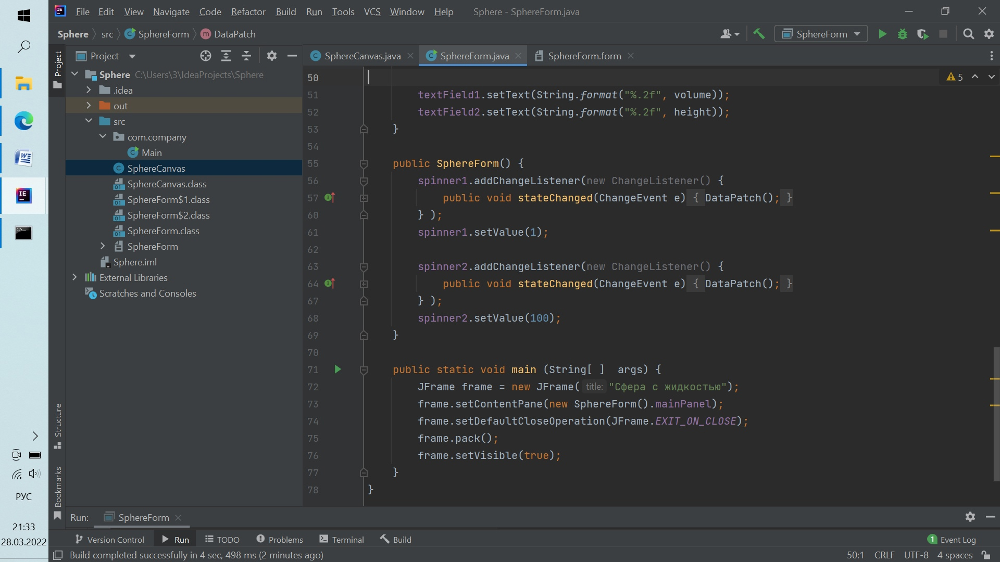 File Edit View Navigate Code Refactor Build Run Tools VCS Window Help Sphere - SphereForm.java
Sphere src SphereForm m DataPatch SphereForm
Project
Project
SphereCanvas.java SphereForm.java SphereForm.form
Sphere C:\Users\3\IdeaProjects\Sphere
.idea
out
src
com.company
Main
SphereCanvas
SphereCanvas.class
SphereForm$1.class
SphereForm$2.class
SphereForm.class
SphereForm
Sphere.iml
External Libraries
Scratches and Consoles
5
50
51 textField1.setText(String.format("%.2f", volume));
52 textField2.setText(String.format("%.2f", height));
53 }
54
55 public SphereForm() {
56 spinner1.addChangeListener(new ChangeListener() {
57 public void stateChanged(ChangeEvent e) { DataPatch(); }
60 } );
61 spinner1.setValue(1);
62
63 spinner2.addChangeListener(new ChangeListener() {
64 public void stateChanged(ChangeEvent e) { DataPatch(); }
67 } );
68 spinner2.setValue(100);
69 }
70
71 public static void main (String[ ]  args) {
72 JFrame frame = new JFrame( title: "Сфера с жидкостью");
73 frame.setContentPane(new SphereForm().mainPanel);
74 frame.setDefaultCloseOperation(JFrame.EXIT_ON_CLOSE);
75 frame.pack();
76 frame.setVisible(true);
77 }
78 }
Structure
Bookmarks
РУС
21:33
28.03.2022
Run: SphereForm
Version Control Run TODO Problems Terminal Build 1 Event Log
Build completed successfully in 4 sec, 498 ms (2 minutes ago) 50:1 CRLF UTF-8 4 spaces